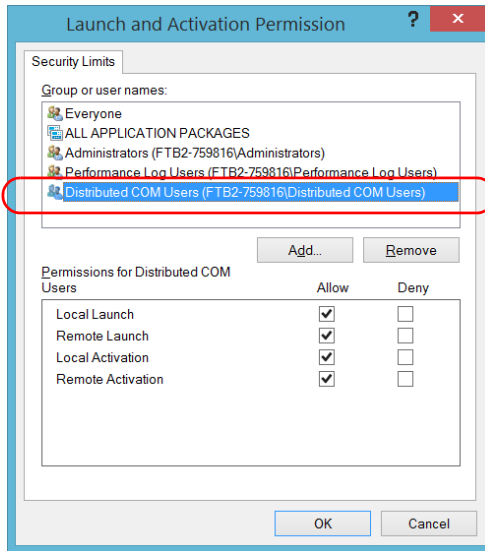 Launch and Activation Permission ? ×
Security Limits
Group or user names:
Everyone
ALL APPLICATION PACKAGES
Administrators (FTB2-759816\Administrators)
Performance Log Users (FTB2-759816\Performance Log Users)
Distributed COM Users (FTB2-759816\Distributed COM Users)
Add... Remove
Permissions for Distributed COM
Users Allow Deny
Local Launch
Remote Launch
Local Activation
Remote Activation
OK Cancel